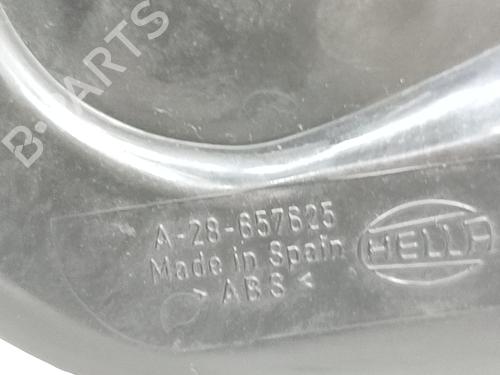 B-PARTS
A-28-657625
Made in Spain
> ABS <
HELLA